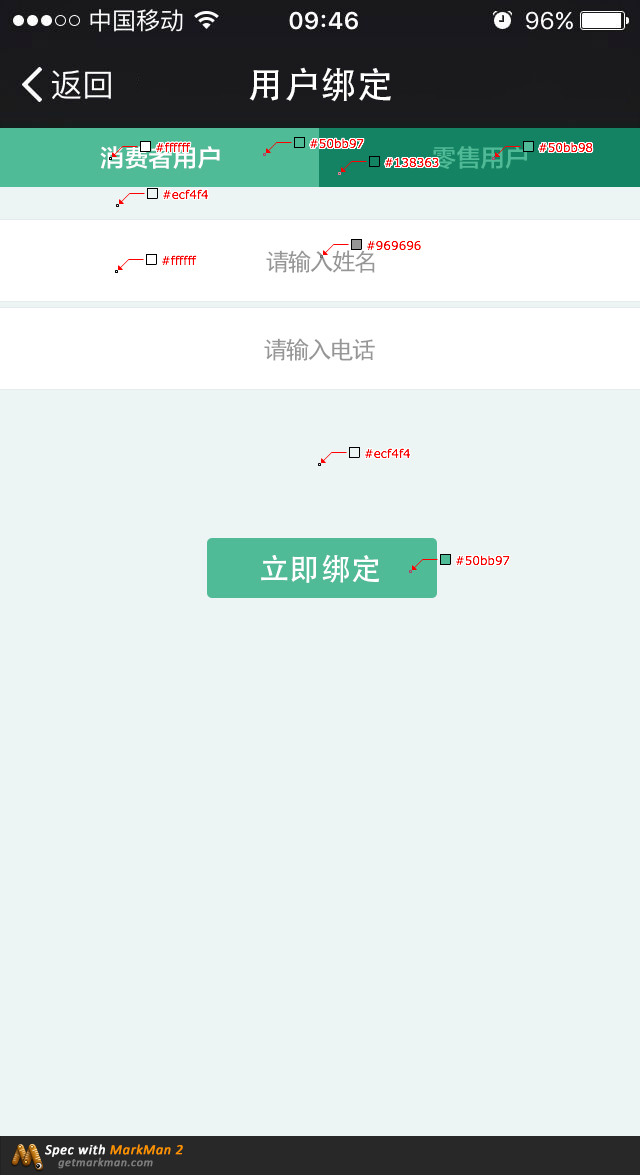 中国移动 09:46 96%
返回 用户绑定
消费者用户 #ffffff #50bb97 #138363 零售用户 #50bb98
#ecf4f4
#ffffff 请输入姓名 #969696
请输入电话
#ecf4f4
立即绑定 #50bb97
Spec with MarkMan 2
getmarkman.com